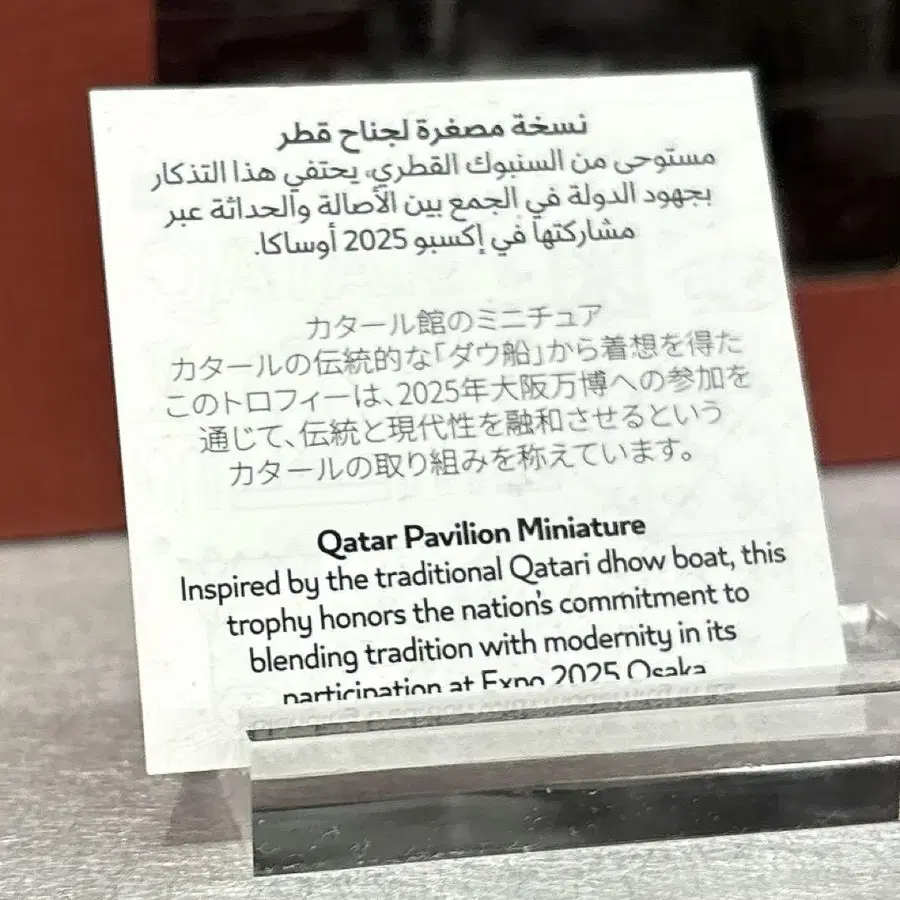 نسخة مصغرة لجناح قطر
مستوحى من السنبوك القطري، يحتفي هذا التذكار
بجهود الدولة في الجمع بين الأصالة والحداثة عبر
مشاركتها في إكسبو 2025 أوساكا.
カタール館のミニチュア
カタールの伝統的な「ダウ船」から着想を得た
このトロフィーは、2025年大阪万博への参加を
通じて、伝統と現代性を融和させるという
カタールの取り組みを称えています。
Qatar Pavilion Miniature
Inspired by the traditional Qatari dhow boat, this
trophy honors the nation's commitment to
blending tradition with modernity in its
participation at Expo 2025 Osaka